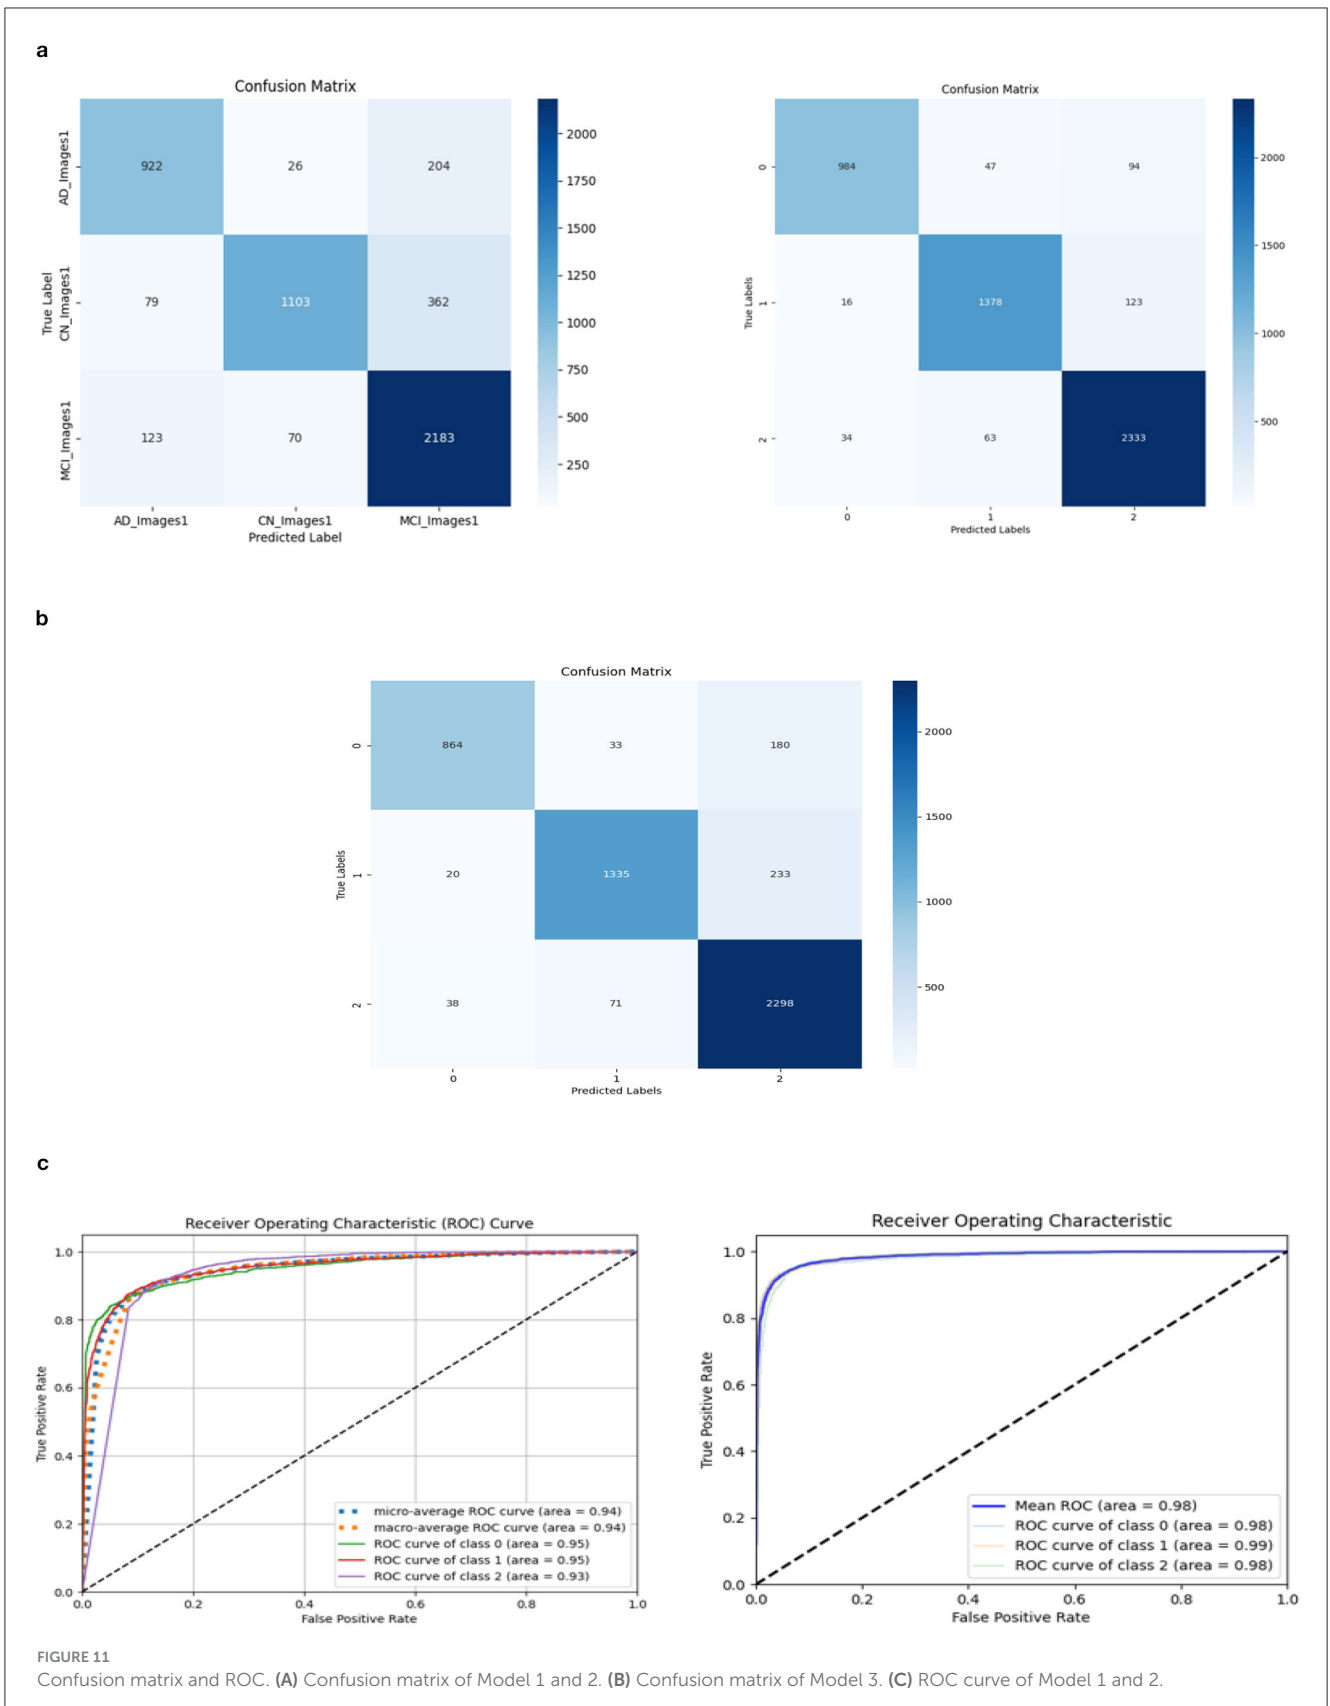 a
Confusion Matrix
922 26 204
79 1103 362
123 70 2183
AD_Images1
CN_Images1
MCI_Images1
True Label
AD_Images1 CN_Images1 MCI_Images1
Predicted Label
2000
1750
1500
1250
1000
750
500
250
Confusion Matrix
984 47 94
16 1378 123
34 63 2333
0
1
2
True Labels
0 1 2
Predicted Labels
2000
1500
1000
500
b
Confusion Matrix
864 33 180
20 1335 233
38 71 2298
0
1
2
True Labels
0 1 2
Predicted Labels
2000
1500
1000
500
c
Receiver Operating Characteristic (ROC) Curve
1.0
0.8
0.6
0.4
0.2
0.0
True Positive Rate
micro-average ROC curve (area = 0.94)
macro-average ROC curve (area = 0.94)
ROC curve of class 0 (area = 0.95)
ROC curve of class 1 (area = 0.95)
ROC curve of class 2 (area = 0.93)
0.0 0.2 0.4 0.6 0.8 1.0
False Positive Rate
Receiver Operating Characteristic
1.0
0.8
0.6
0.4
0.2
0.0
True Positive Rate
Mean ROC (area = 0.98)
ROC curve of class 0 (area = 0.98)
ROC curve of class 1 (area = 0.99)
ROC curve of class 2 (area = 0.98)
0.0 0.2 0.4 0.6 0.8 1.0
False Positive Rate
FIGURE 11
Confusion matrix and ROC. (A) Confusion matrix of Model 1 and 2. (B) Confusion matrix of Model 3. (C) ROC curve of Model 1 and 2.